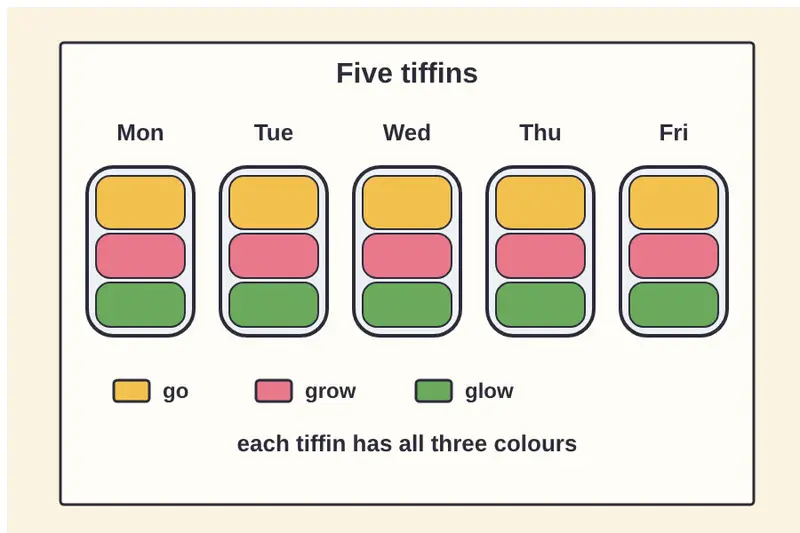 Five tiffins
Mon Tue Wed Thu Fri
go grow glow
each tiffin has all three colours